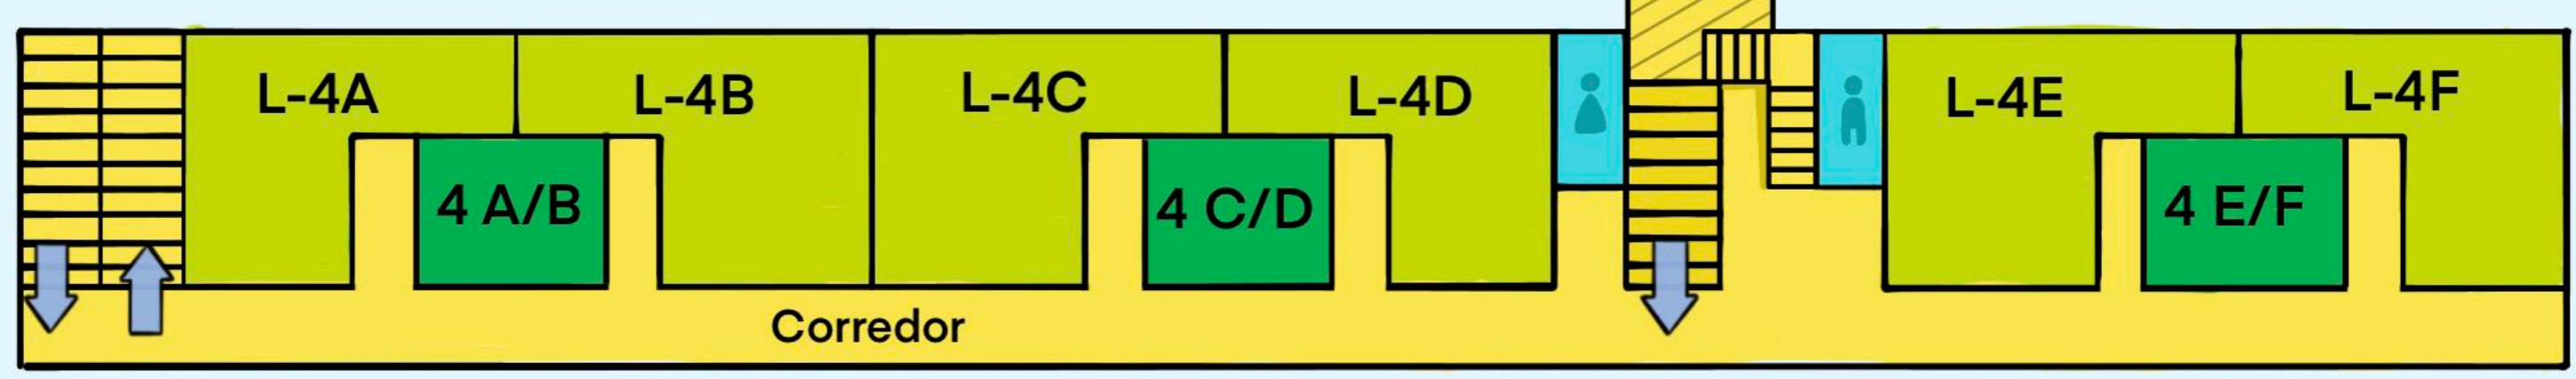 L-4A
L-4B
L-4C
L-4D
L-4E
L-4F
4 A/B
4 C/D
4 E/F
Corredor